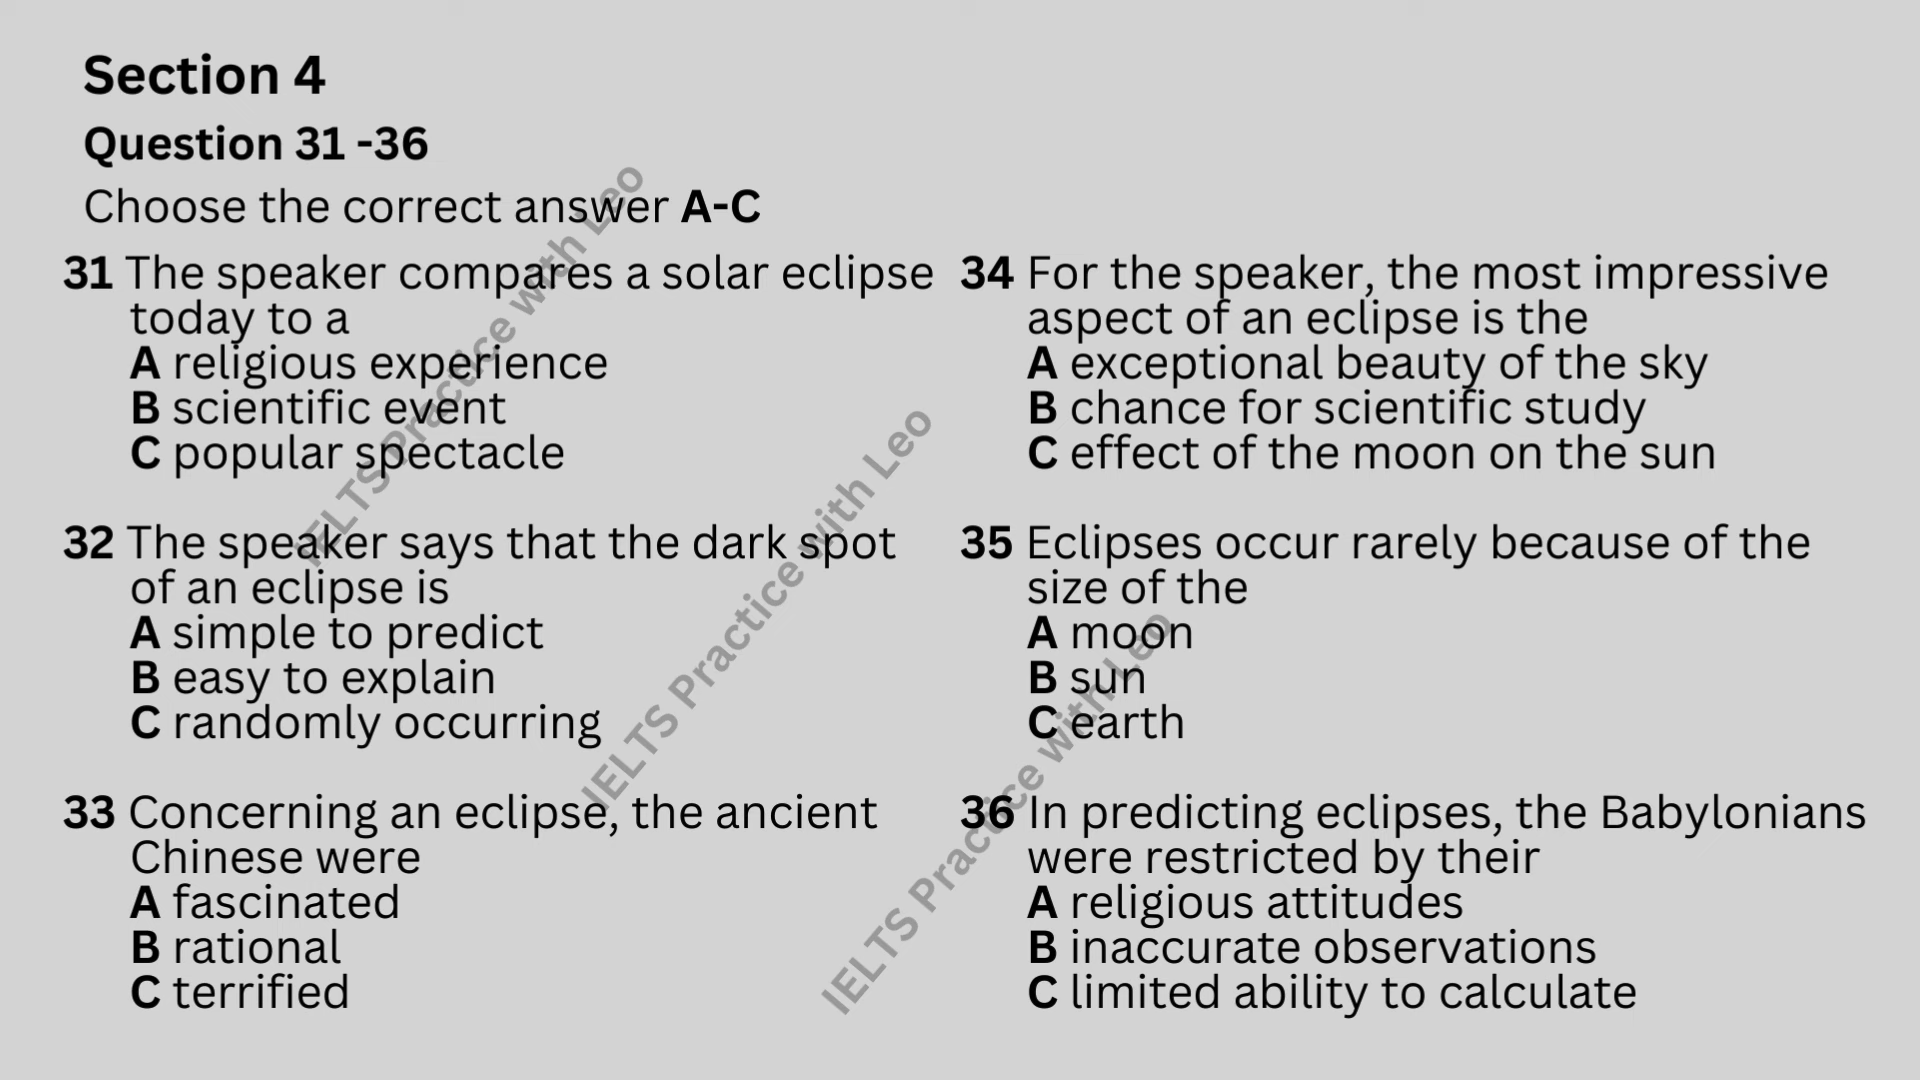 Section 4
Question 31 -36
Choose the correct answer A-C
31 The speaker compares a solar eclipse
today to a
A religious experience
B scientific event
C popular spectacle
32 The speaker says that the dark spot
of an eclipse is
A simple to predict
B easy to explain
C randomly occurring
33 Concerning an eclipse, the ancient
Chinese were
A fascinated
B rational
C terrified
34 For the speaker, the most impressive
aspect of an eclipse is the
A exceptional beauty of the sky
B chance for scientific study
C effect of the moon on the sun
35 Eclipses occur rarely because of the
size of the
A moon
B sun
C earth
36 In predicting eclipses, the Babylonians
were restricted by their
A religious attitudes
B inaccurate observations
C limited ability to calculate
IELTS Practice with Leo
IELTS Practice with Leo
IELTS Practice with Leo